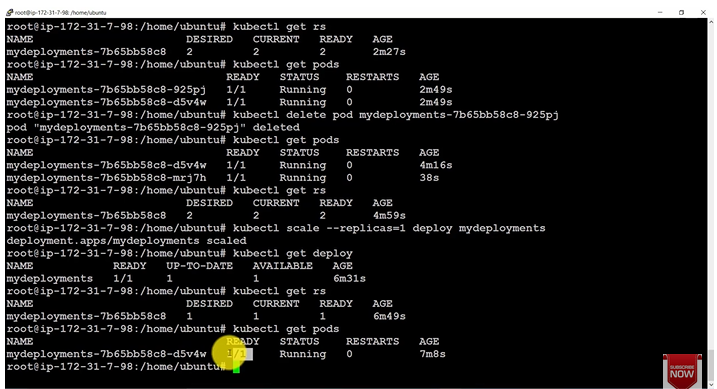 root@ip-172-31-7-98: /home/ubuntu
root@ip-172-31-7-98:/home/ubuntu# kubectl get rs
NAME DESIRED CURRENT READY AGE
mydeployments-7b65bb58c8 2 2 2 2m27s
root@ip-172-31-7-98:/home/ubuntu# kubectl get pods
NAME READY STATUS RESTARTS AGE
mydeployments-7b65bb58c8-925pj 1/1 Running 0 2m49s
mydeployments-7b65bb58c8-d5v4w 1/1 Running 0 2m49s
root@ip-172-31-7-98:/home/ubuntu# kubectl delete pod mydeployments-7b65bb58c8-925pj
pod "mydeployments-7b65bb58c8-925pj" deleted
root@ip-172-31-7-98:/home/ubuntu# kubectl get pods
NAME READY STATUS RESTARTS AGE
mydeployments-7b65bb58c8-d5v4w 1/1 Running 0 4m16s
mydeployments-7b65bb58c8-mrj7h 1/1 Running 0 38s
root@ip-172-31-7-98:/home/ubuntu# kubectl get rs
NAME DESIRED CURRENT READY AGE
mydeployments-7b65bb58c8 2 2 2 4m59s
root@ip-172-31-7-98:/home/ubuntu# kubectl scale --replicas=1 deploy mydeployments
deployment.apps/mydeployments scaled
root@ip-172-31-7-98:/home/ubuntu# kubectl get deploy
NAME READY UP-TO-DATE AVAILABLE AGE
mydeployments 1/1 1 1 6m31s
root@ip-172-31-7-98:/home/ubuntu# kubectl get rs
NAME DESIRED CURRENT READY AGE
mydeployments-7b65bb58c8 1 1 1 6m49s
root@ip-172-31-7-98:/home/ubuntu# kubectl get pods
NAME READY STATUS RESTARTS AGE
mydeployments-7b65bb58c8-d5v4w 1/1 Running 0 7m8s
root@ip-172-31-7-98:/home/ubuntu#
SUBSCRIBE
NOW